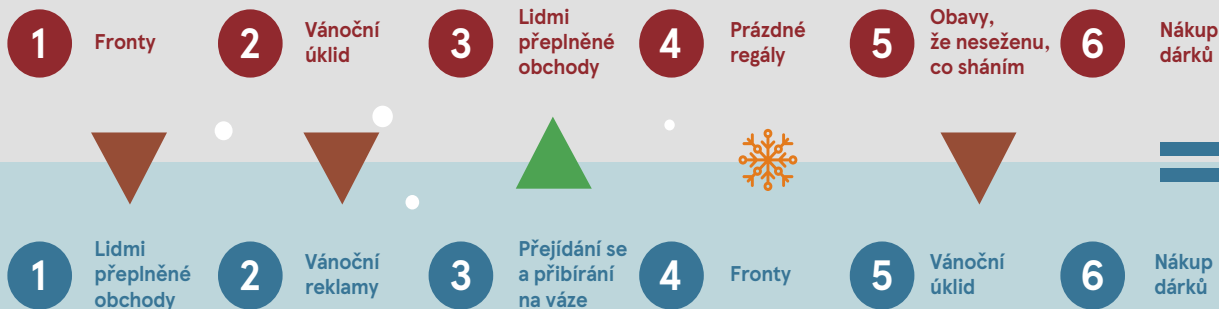 1
Fronty
2
Vánoční
úklid
3
Lidmi
přeplněné
obchody
4
Prázdné
regály
5
Obavy,
že neseženu,
co sháním
6
Nákup
dárků
1
Lidmi
přeplněné
obchody
2
Vánoční
reklamy
3
Přejídání se
a přibírání
na váze
4
Fronty
5
Vánoční
úklid
6
Nákup
dárků